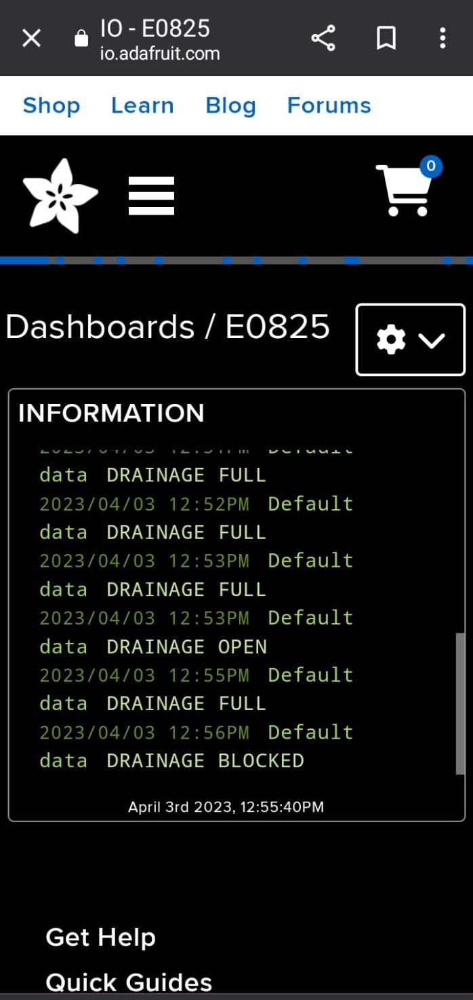 IO - E0825
io.adafruit.com
Shop Learn Blog Forums
0
Dashboards / E0825
INFORMATION
Default
data DRAINAGE FULL
2023/04/03 12:52PM Default
data DRAINAGE FULL
2023/04/03 12:53PM Default
data DRAINAGE FULL
2023/04/03 12:53PM Default
data DRAINAGE OPEN
2023/04/03 12:55PM Default
data DRAINAGE FULL
2023/04/03 12:56PM Default
data DRAINAGE BLOCKED
April 3rd 2023, 12:55:40PM
Get Help
Quick Guides